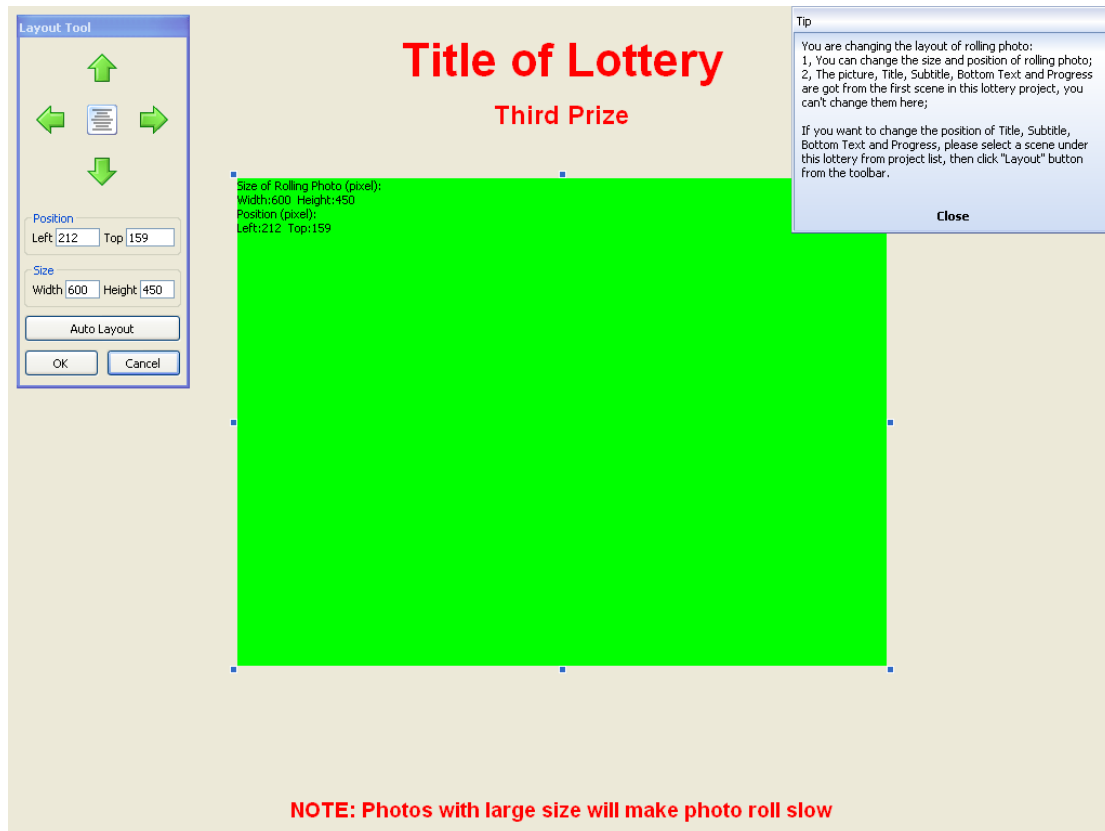 Layout Tool
Position
Left 212 Top 159
Size
Width 600 Height 450
Auto Layout
OK Cancel
Title of Lottery
Third Prize
Size of Rolling Photo (pixel):
Width:600 Height:450
Position (pixel):
Left:212 Top:159
Tip
You are changing the layout of rolling photo:
1, You can change the size and position of rolling photo;
2, The picture, Title, Subtitle, Bottom Text and Progress
are got from the first scene in this lottery project, you
can't change them here;
If you want to change the position of Title, Subtitle,
Bottom Text and Progress, please select a scene under
this lottery from project list, then click "Layout" button
from the toolbar.
Close
NOTE: Photos with large size will make photo roll slow